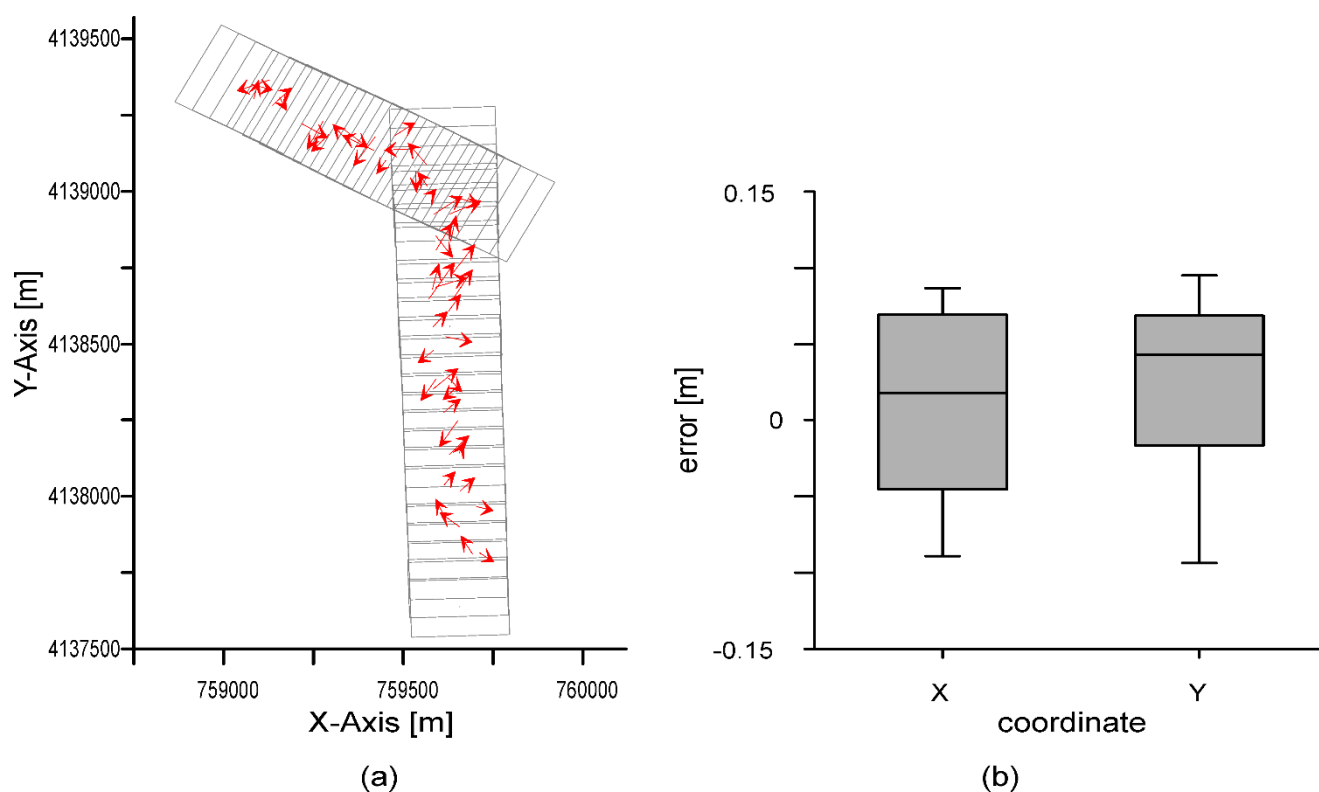 4139500
4139000
4138500
4138000
4137500
Y-Axis [m]
759000
759500
760000
X-Axis [m]
(a)
0.15
0
-0.15
error [m]
X
Y
coordinate
(b)